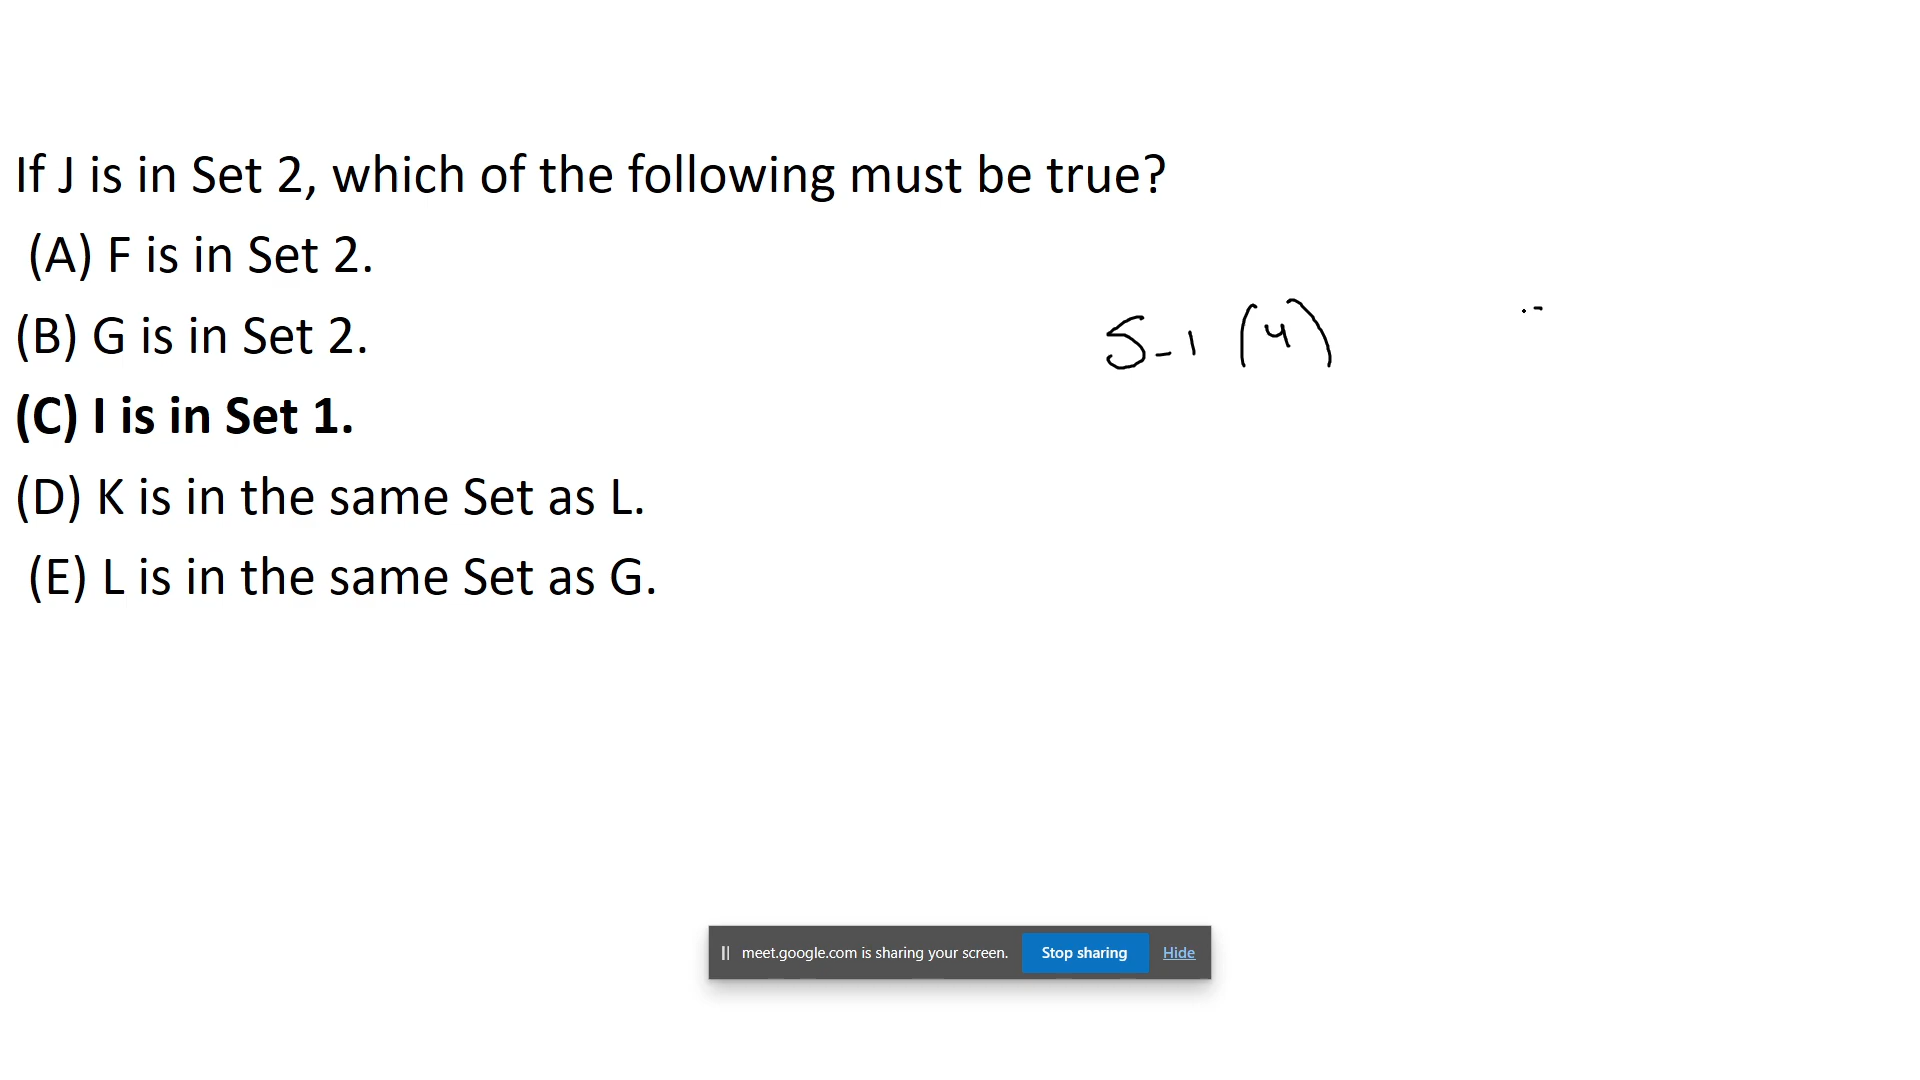 If J is in Set 2, which of the following must be true?
(A) F is in Set 2.
(B) G is in Set 2.
(C) I is in Set 1.
(D) K is in the same Set as L.
(E) L is in the same Set as G.
S-1 (4)
meet.google.com is sharing your screen. Stop sharing Hide